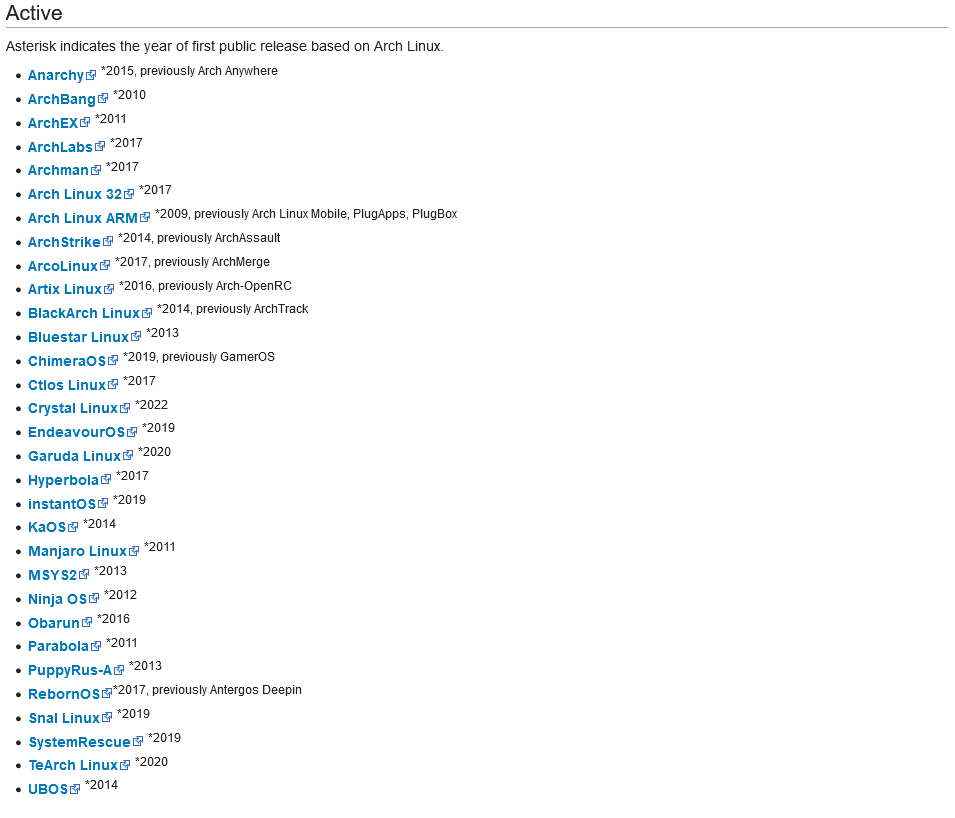 Active
Asterisk indicates the year of first public release based on Arch Linux.
• Anarchy *2015, previously Arch Anywhere
• ArchBang *2010
• ArchEX *2011
• ArchLabs *2017
• Archman *2017
• Arch Linux 32 *2017
• Arch Linux ARM *2009, previously Arch Linux Mobile, PlugApps, PlugBox
• ArchStrike *2014, previously ArchAssault
• ArcoLinux *2017, previously ArchMerge
• Artix Linux *2016, previously Arch-OpenRC
• BlackArch Linux *2014, previously ArchTrack
• Bluestar Linux *2013
• ChimeraOS *2019, previously GamerOS
• Ctlos Linux *2017
• Crystal Linux *2022
• EndeavourOS *2019
• Garuda Linux *2020
• Hyperbola *2017
• instantOS *2019
• KaOS *2014
• Manjaro Linux *2011
• MSYS2 *2013
• Ninja OS *2012
• Obarun *2016
• Parabola *2011
• PuppyRus-A *2013
• RebornOS *2017, previously Antergos Deepin
• Snal Linux *2019
• SystemRescue *2019
• TeArch Linux *2020
• UBOS *2014